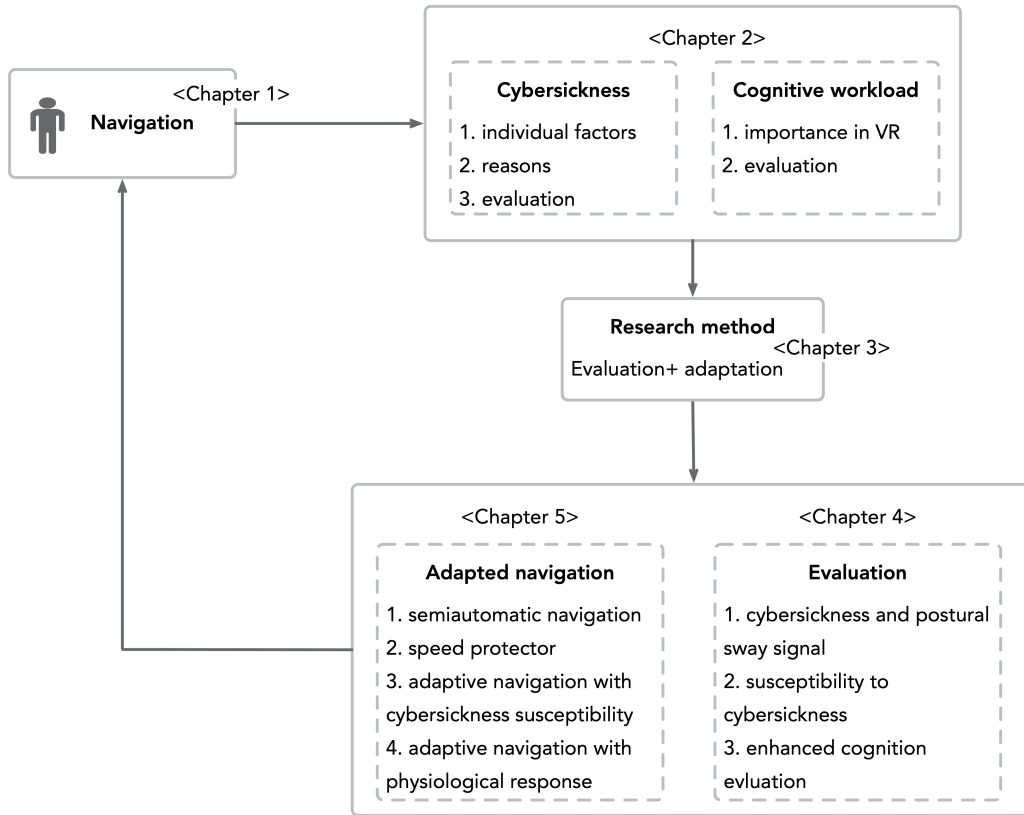 <Chapter 1>
Navigation
<Chapter 2>
Cybersickness
1. individual factors
2. reasons
3. evaluation
Cognitive workload
1. importance in VR
2. evaluation
Research method
<Chapter 3>
Evaluation+ adaptation
<Chapter 5>
Adapted navigation
1. semiautomatic navigation
2. speed protector
3. adaptive navigation with
cybersickness susceptibility
4. adaptive navigation with
physiological response
<Chapter 4>
Evaluation
1. cybersickness and postural
sway signal
2. susceptibility to
cybersickness
3. enhanced cognition
evluation